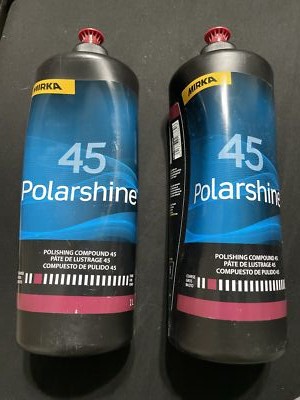 MIRKA
45
Polarshine
POLISHING COMPOUND 45
PÂTE DE LUSTRAGE 45
COMPUESTO DE PULIDO 45
1L
MIRKA
45
Polarshine
POLISHING COMPOUND 45
PÂTE DE LUSTRAGE 45
COMPUESTO DE PULIDO 45